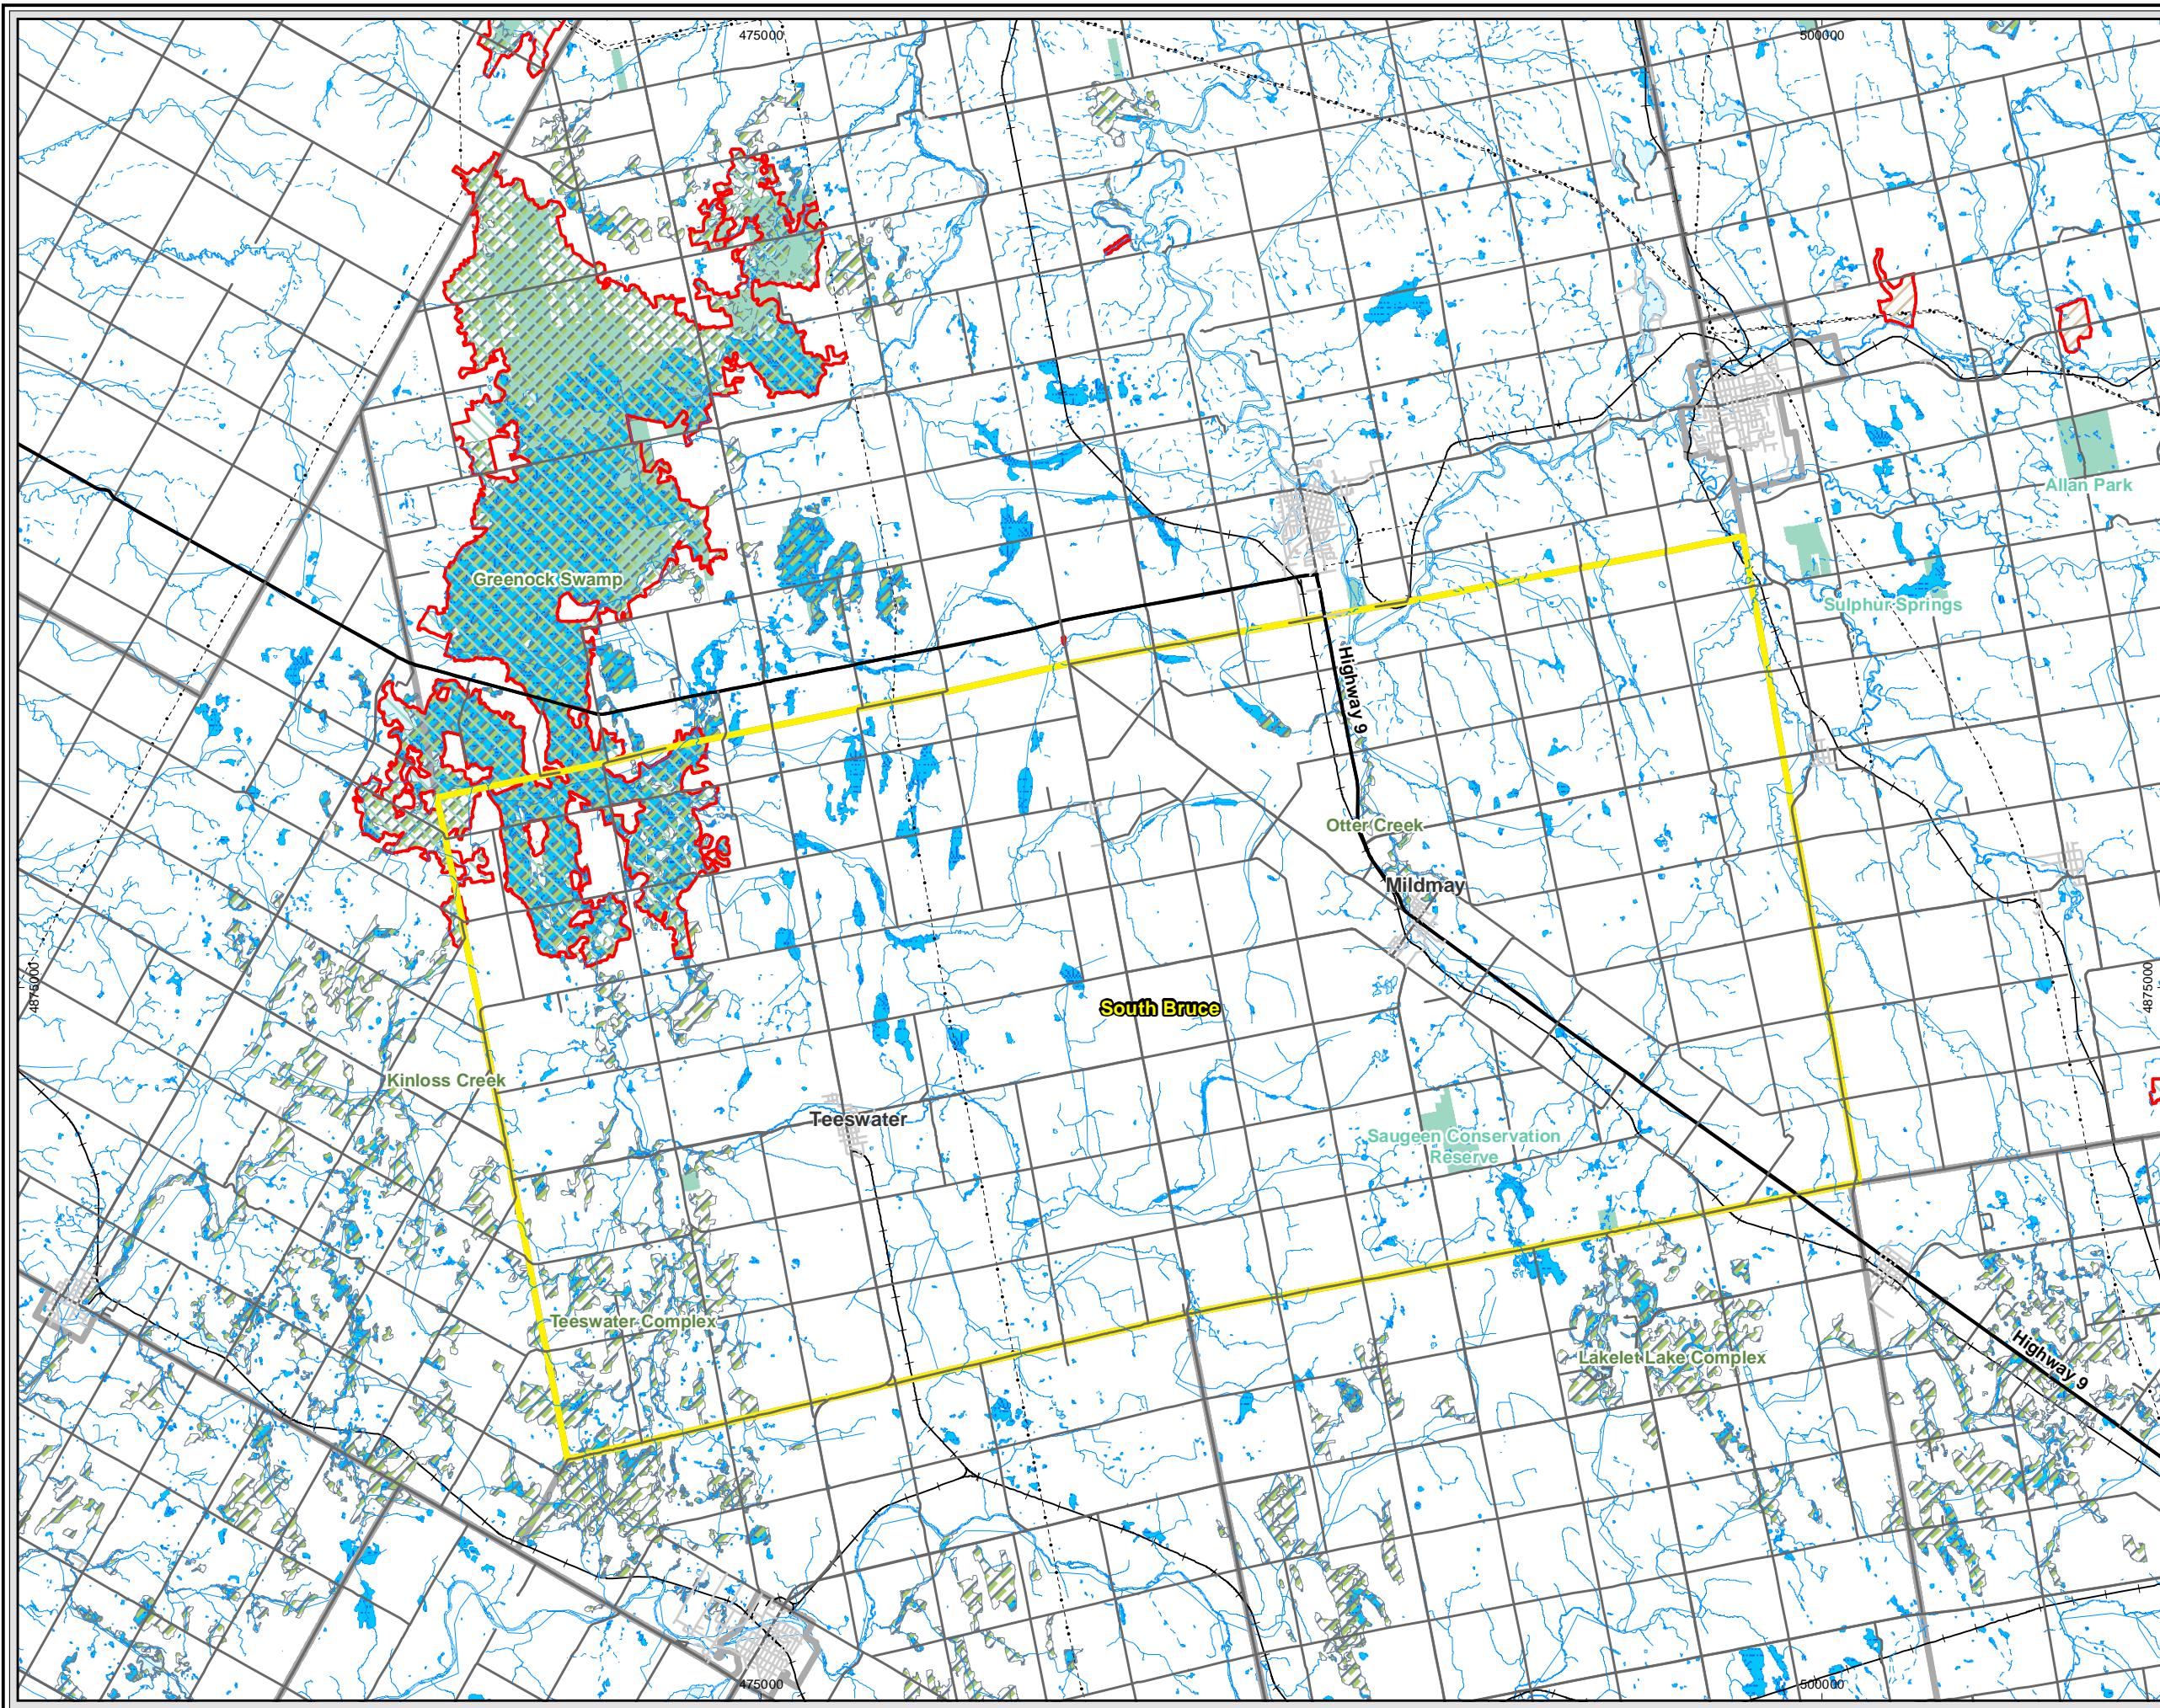 475000
500000
Allan Park
Greenock Swamp
Sulphur Springs
Highway 9
Otter Creek
Mildmay
4875000
4875000
South Bruce
Kinloss Creek
Teeswater
Saugeen Conservation
Reserve
Teeswater Complex
Lakelet Lake Complex
Highway 9
475000
500000